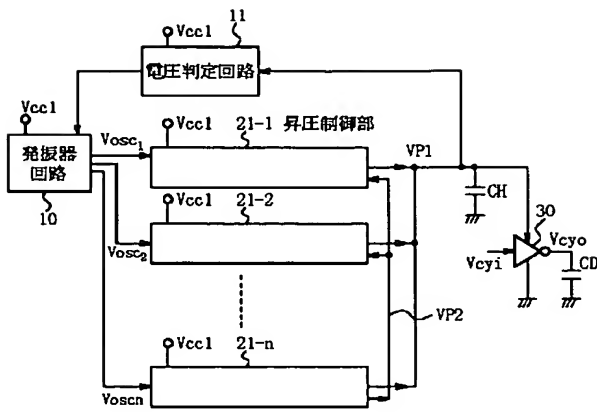 Vcc1
11
電圧判定回路
Vcc1
発振器
回路
10
Vosc1
Vcc1
21-1 昇圧制御部
VP1
Vcc1
21-2
Vosc2
CH
30
Vcyi
Vcyo
CD
VP2
Vcc1
21-n
Voscn